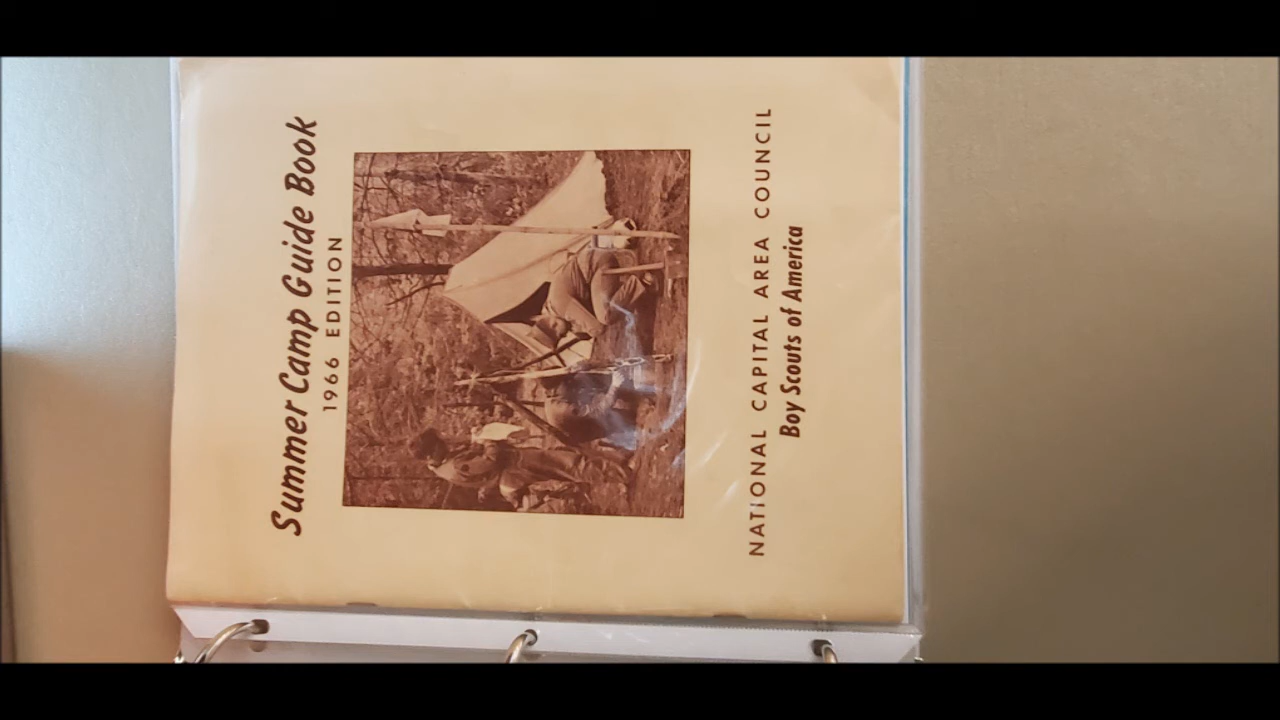 Summer Camp Guide Book
1966 EDITION
NATIONAL CAPITAL AREA COUNCIL
Boy Scouts of America